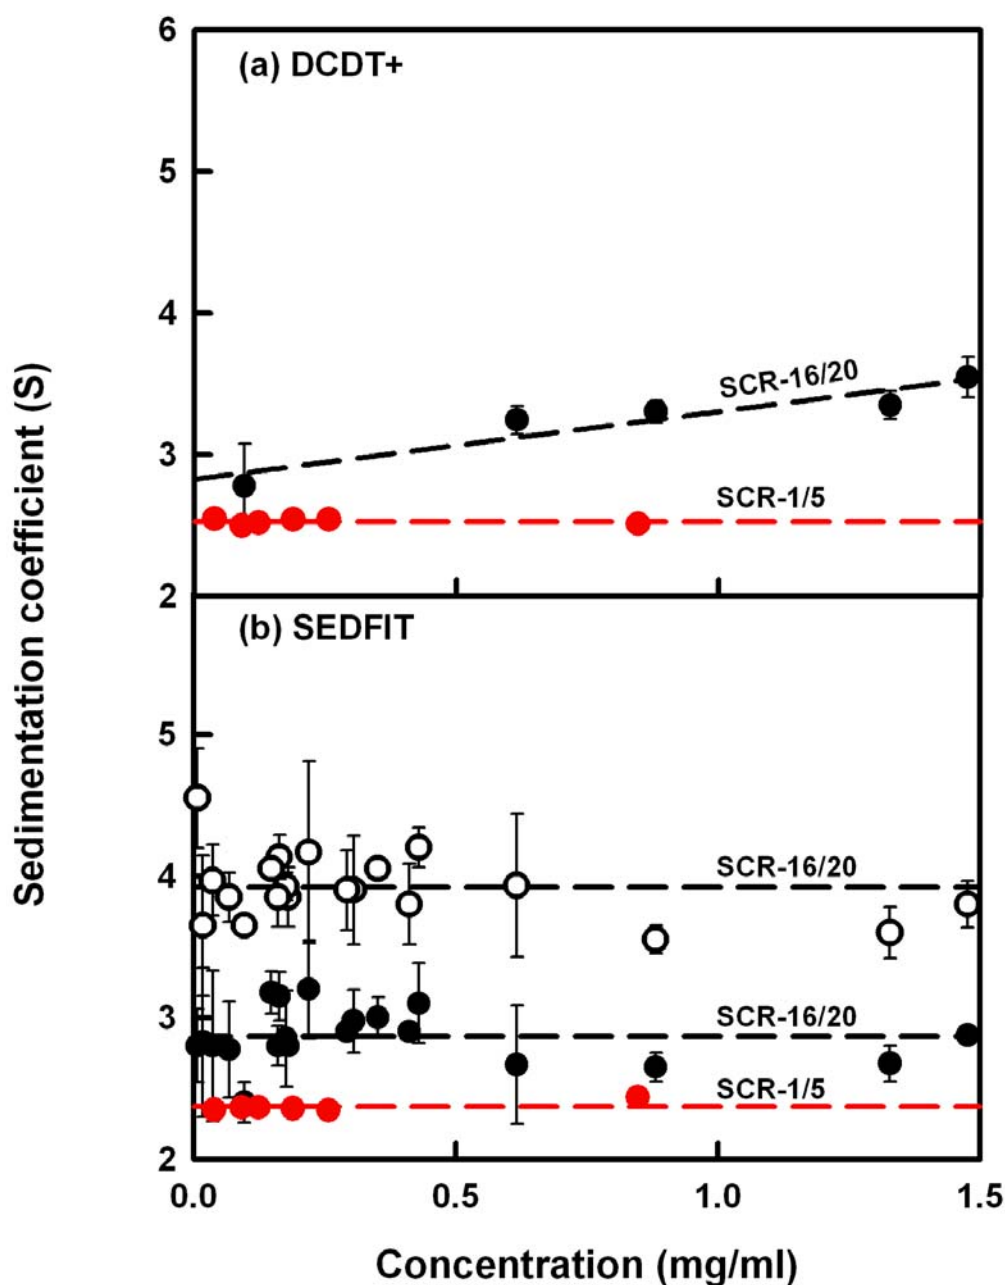 6
(a) DCDT+
5
4
SCR-16/20
3
SCR-1/5
2
(b) SEDFIT
5
SCR-16/20
4
SCR-16/20
3
SCR-1/5
2
0.0 0.5 1.0 1.5
Concentration (mg/ml)
Sedimentation coefficient (S)